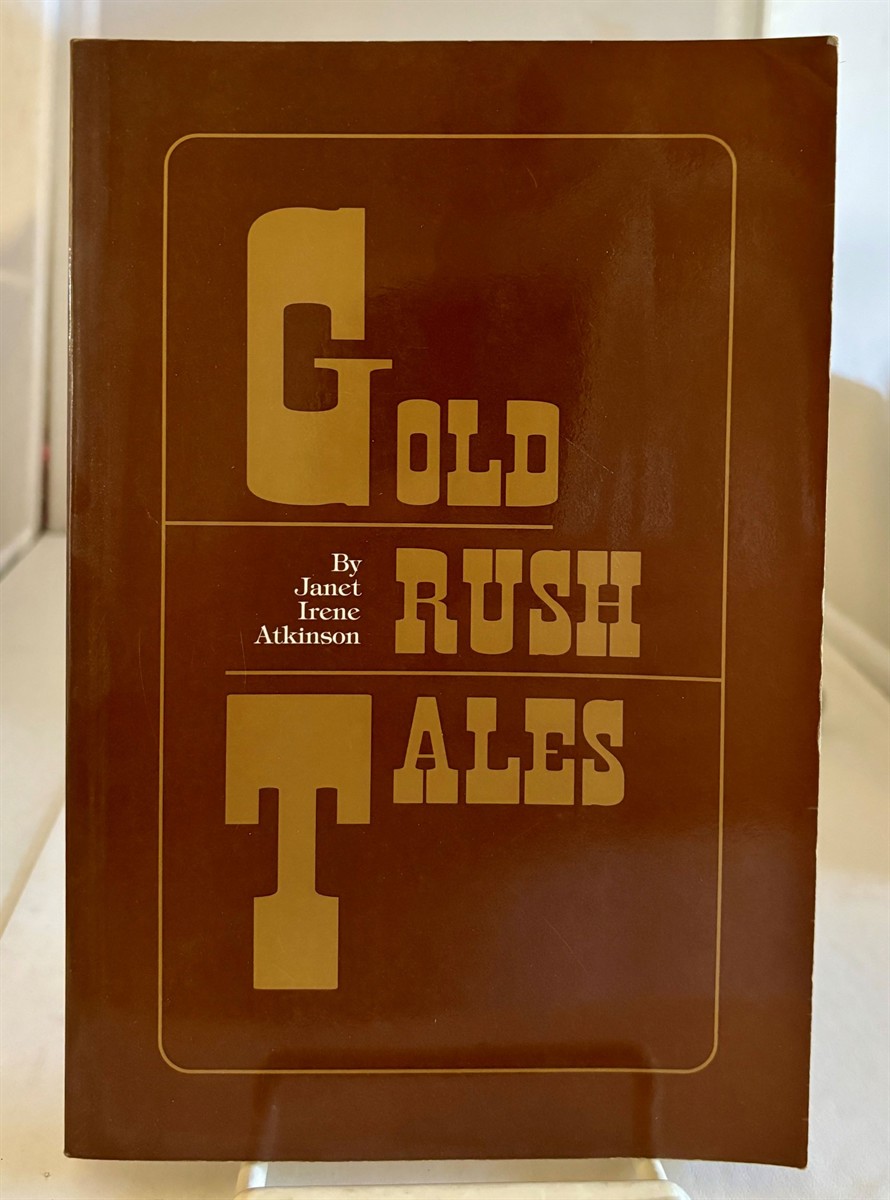 GOLD
By
Janet
Irene
Atkinson
RUSH
TALES